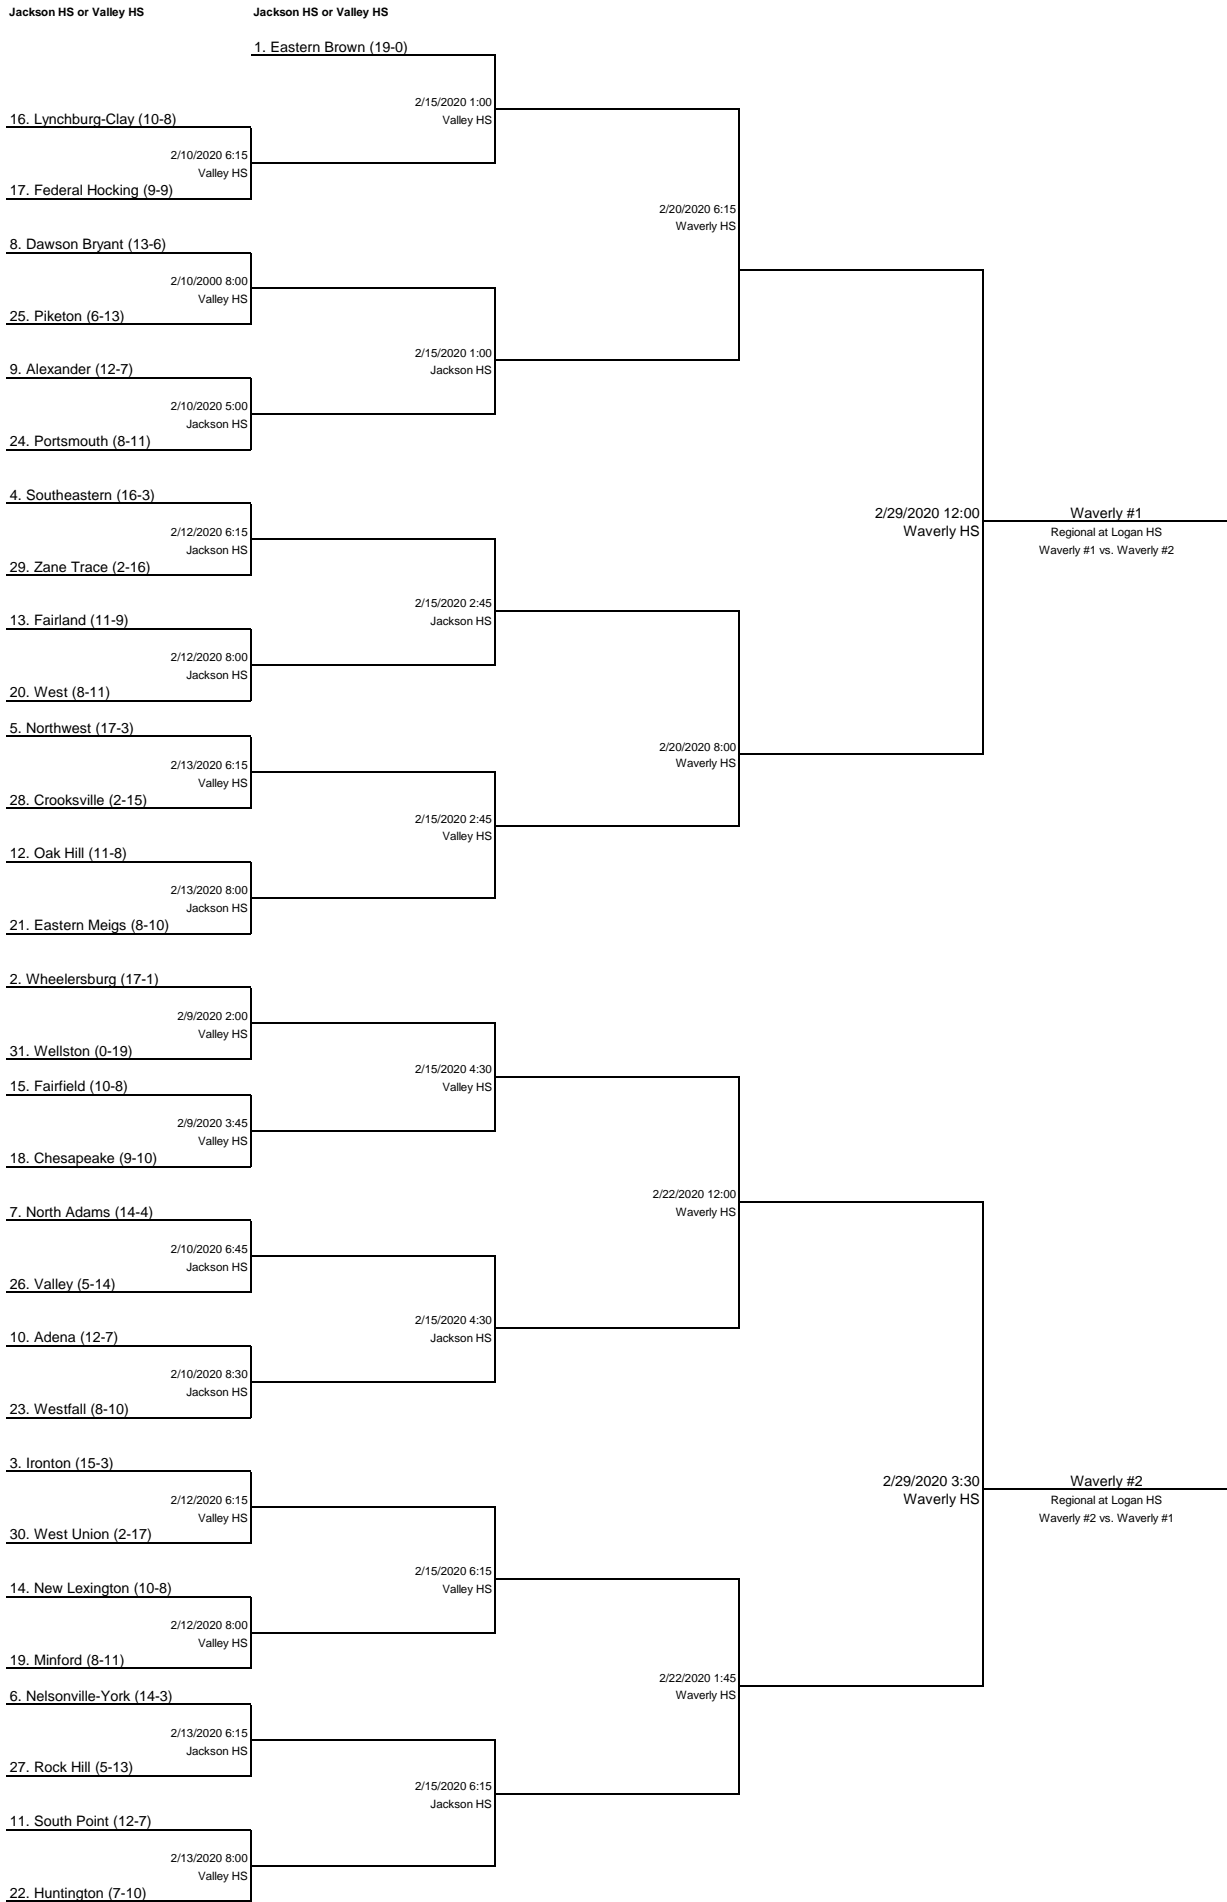 Jackson HS or Valley HS
Jackson HS or Valley HS
1. Eastern Brown (19-0)
2/15/2020 1:00
Valley HS
16. Lynchburg-Clay (10-8)
2/10/2020 6:15
Valley HS
17. Federal Hocking (9-9)
2/20/2020 6:15
Waverly HS
8. Dawson Bryant (13-6)
2/10/2000 8:00
Valley HS
25. Piketon (6-13)
2/15/2020 1:00
Jackson HS
9. Alexander (12-7)
2/10/2020 5:00
Jackson HS
24. Portsmouth (8-11)
4. Southeastern (16-3)
2/29/2020 12:00
Waverly HS
Waverly #1
Regional at Logan HS
Waverly #1 vs. Waverly #2
2/12/2020 6:15
Jackson HS
29. Zane Trace (2-16)
2/15/2020 2:45
Jackson HS
13. Fairland (11-9)
2/12/2020 8:00
Jackson HS
20. West (8-11)
5. Northwest (17-3)
2/20/2020 8:00
Waverly HS
2/13/2020 6:15
Valley HS
28. Crooksville (2-15)
2/15/2020 2:45
Valley HS
12. Oak Hill (11-8)
2/13/2020 8:00
Jackson HS
21. Eastern Meigs (8-10)
2. Wheelersburg (17-1)
2/9/2020 2:00
Valley HS
31. Wellston (0-19)
2/15/2020 4:30
Valley HS
15. Fairfield (10-8)
2/9/2020 3:45
Valley HS
18. Chesapeake (9-10)
2/22/2020 12:00
Waverly HS
7. North Adams (14-4)
2/10/2020 6:45
Jackson HS
26. Valley (5-14)
2/15/2020 4:30
Jackson HS
10. Adena (12-7)
2/10/2020 8:30
Jackson HS
23. Westfall (8-10)
3. Ironton (15-3)
2/29/2020 3:30
Waverly HS
Waverly #2
Regional at Logan HS
Waverly #2 vs. Waverly #1
2/12/2020 6:15
Valley HS
30. West Union (2-17)
2/15/2020 6:15
Valley HS
14. New Lexington (10-8)
2/12/2020 8:00
Valley HS
19. Minford (8-11)
2/22/2020 1:45
Waverly HS
6. Nelsonville-York (14-3)
2/13/2020 6:15
Jackson HS
27. Rock Hill (5-13)
2/15/2020 6:15
Jackson HS
11. South Point (12-7)
2/13/2020 8:00
Valley HS
22. Huntington (7-10)